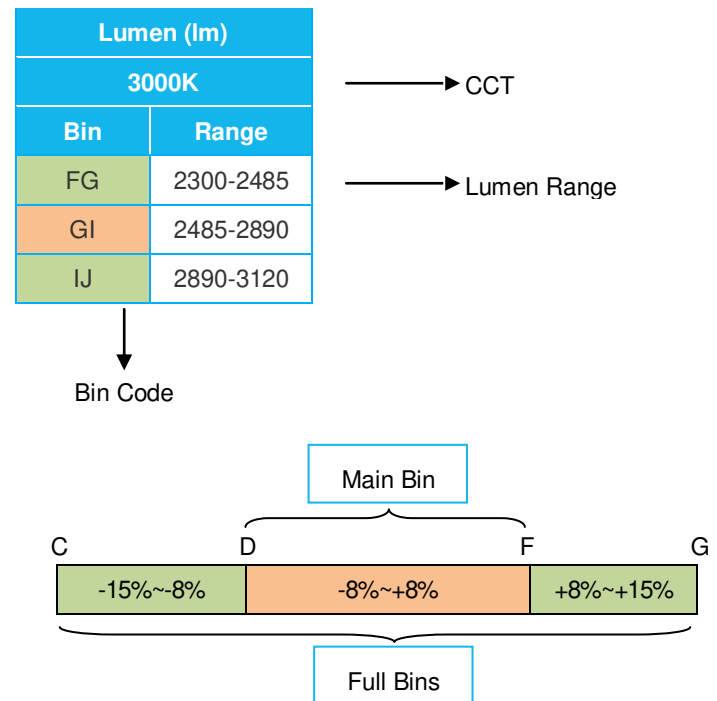 Lumen (lm)
3000K
CCT
Bin Range
FG 2300-2485
Lumen Range
GI 2485-2890
IJ 2890-3120
Bin Code
Main Bin
C D F G
-15%~-8% -8%~+8% +8%~+15%
Full Bins